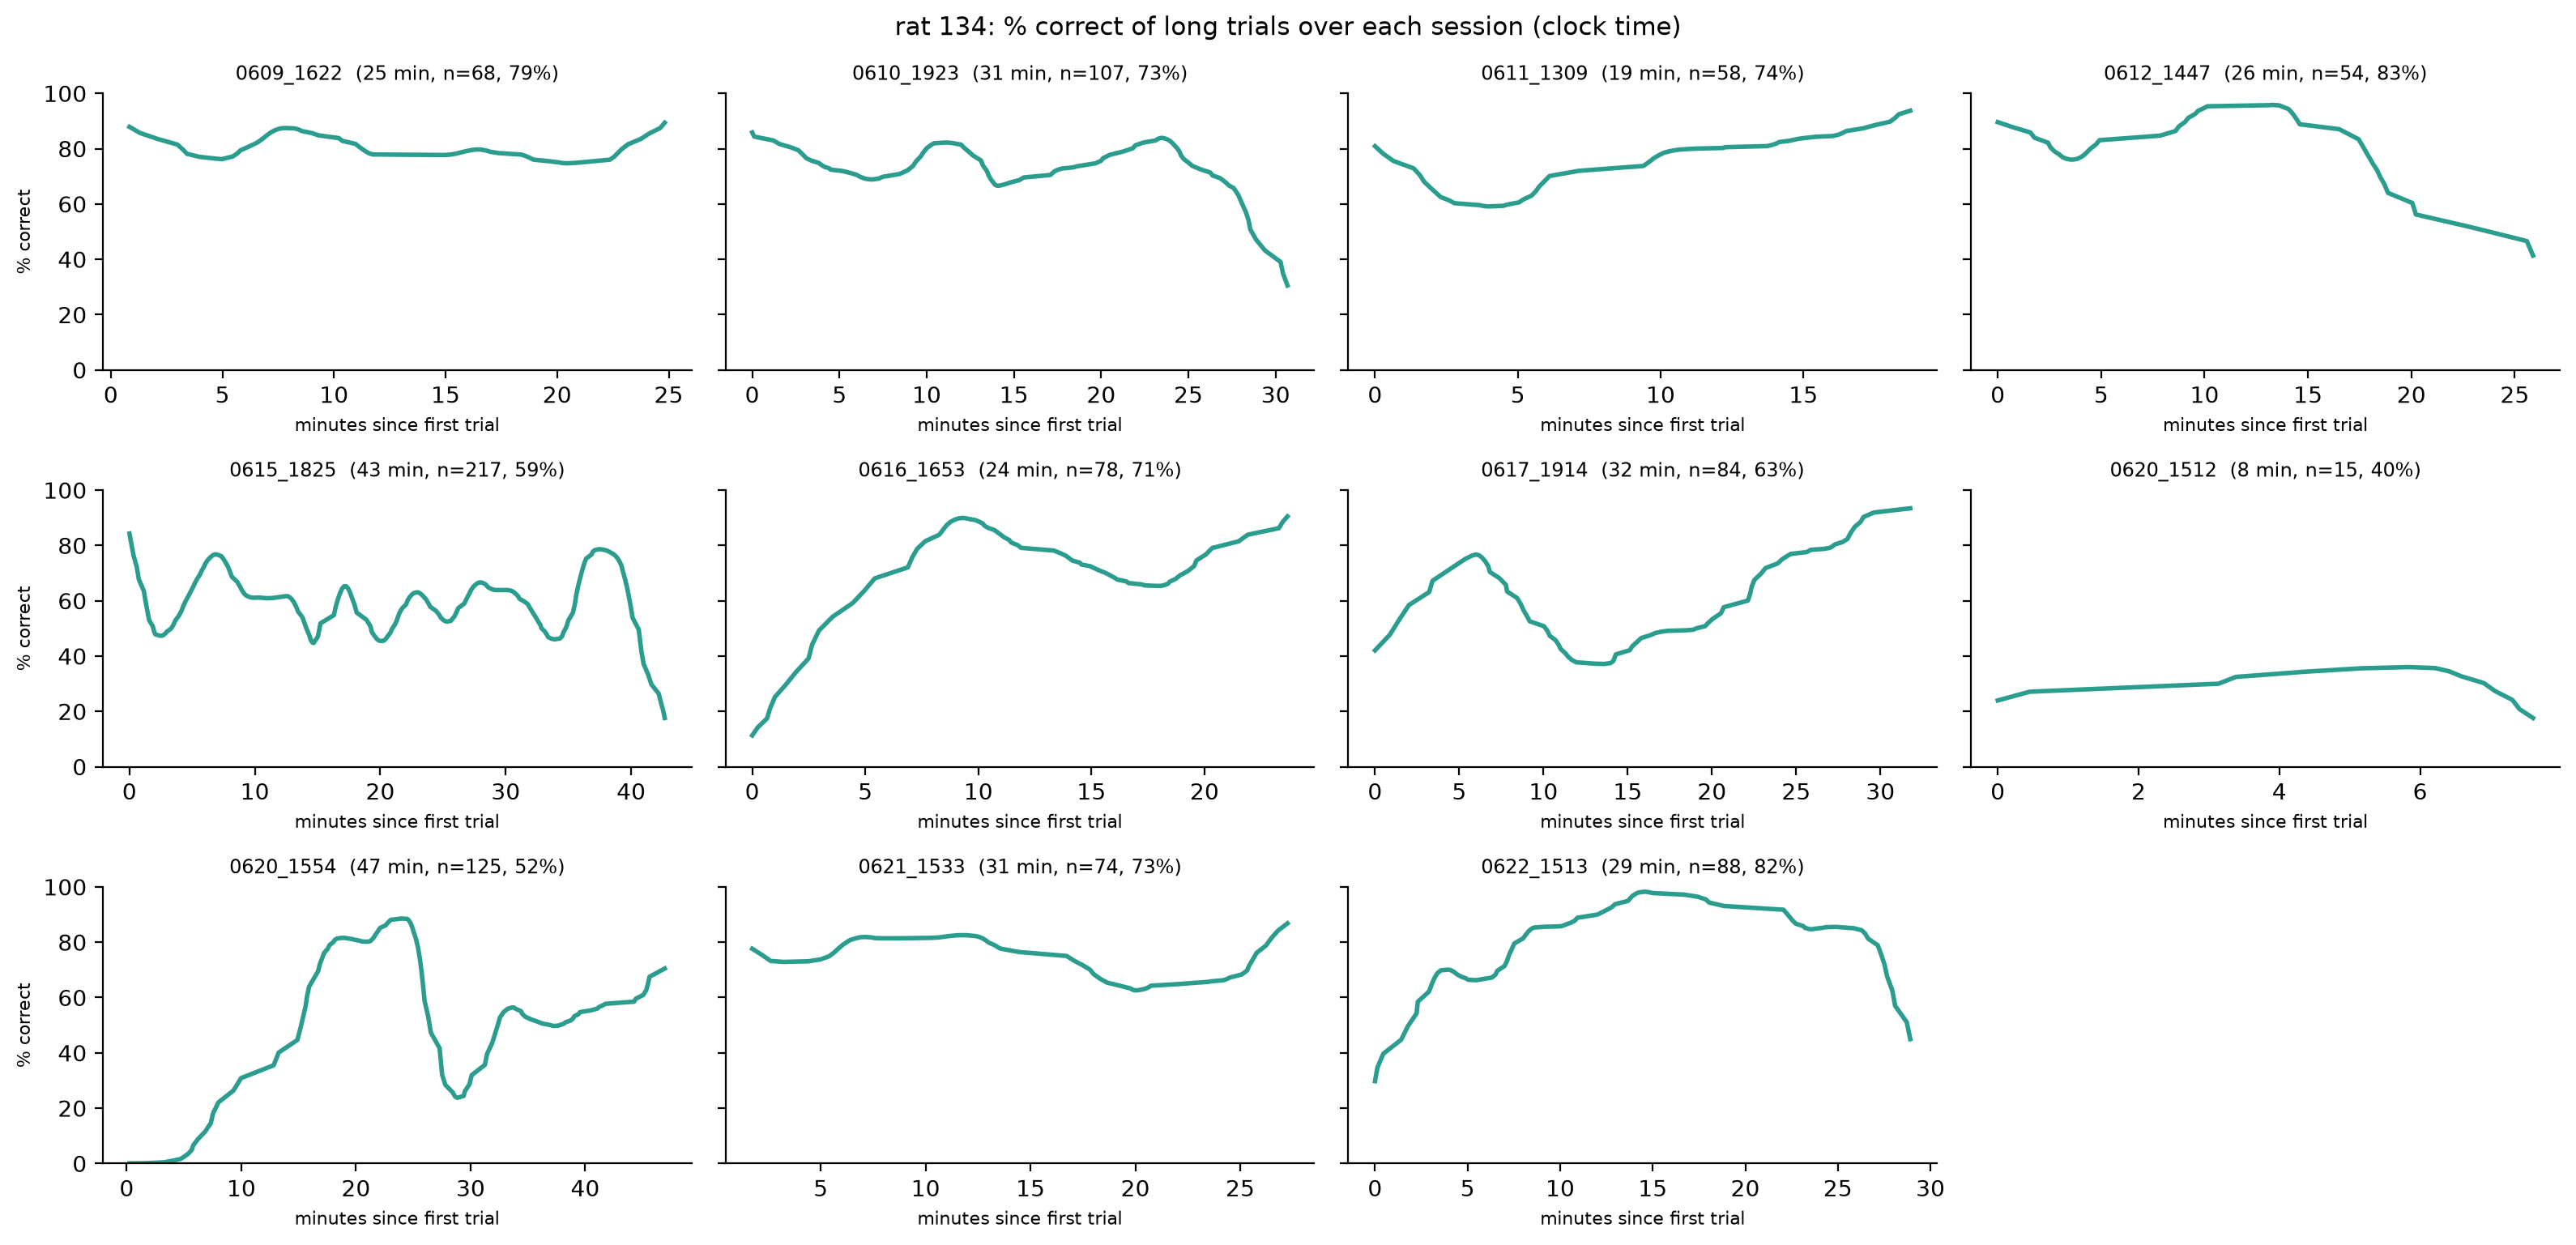 rat 134: % correct of long trials over each session (clock time)
0609_1622  (25 min, n=68, 79%)
0610_1923  (31 min, n=107, 73%)
0611_1309  (19 min, n=58, 74%)
0612_1447  (26 min, n=54, 83%)
% correct
100
80
60
40
20
0
0 5 10 15 20 25
0 5 10 15 20 25 30
0 5 10 15
0 5 10 15 20 25
minutes since first trial
minutes since first trial
minutes since first trial
minutes since first trial
0615_1825  (43 min, n=217, 59%)
0616_1653  (24 min, n=78, 71%)
0617_1914  (32 min, n=84, 63%)
0620_1512  (8 min, n=15, 40%)
% correct
100
80
60
40
20
0
0 10 20 30 40
0 5 10 15 20
0 5 10 15 20 25 30
0 2 4 6
minutes since first trial
minutes since first trial
minutes since first trial
minutes since first trial
0620_1554  (47 min, n=125, 52%)
0621_1533  (31 min, n=74, 73%)
0622_1513  (29 min, n=88, 82%)
% correct
100
80
60
40
20
0
0 10 20 30 40
5 10 15 20 25
0 5 10 15 20 25 30
minutes since first trial
minutes since first trial
minutes since first trial